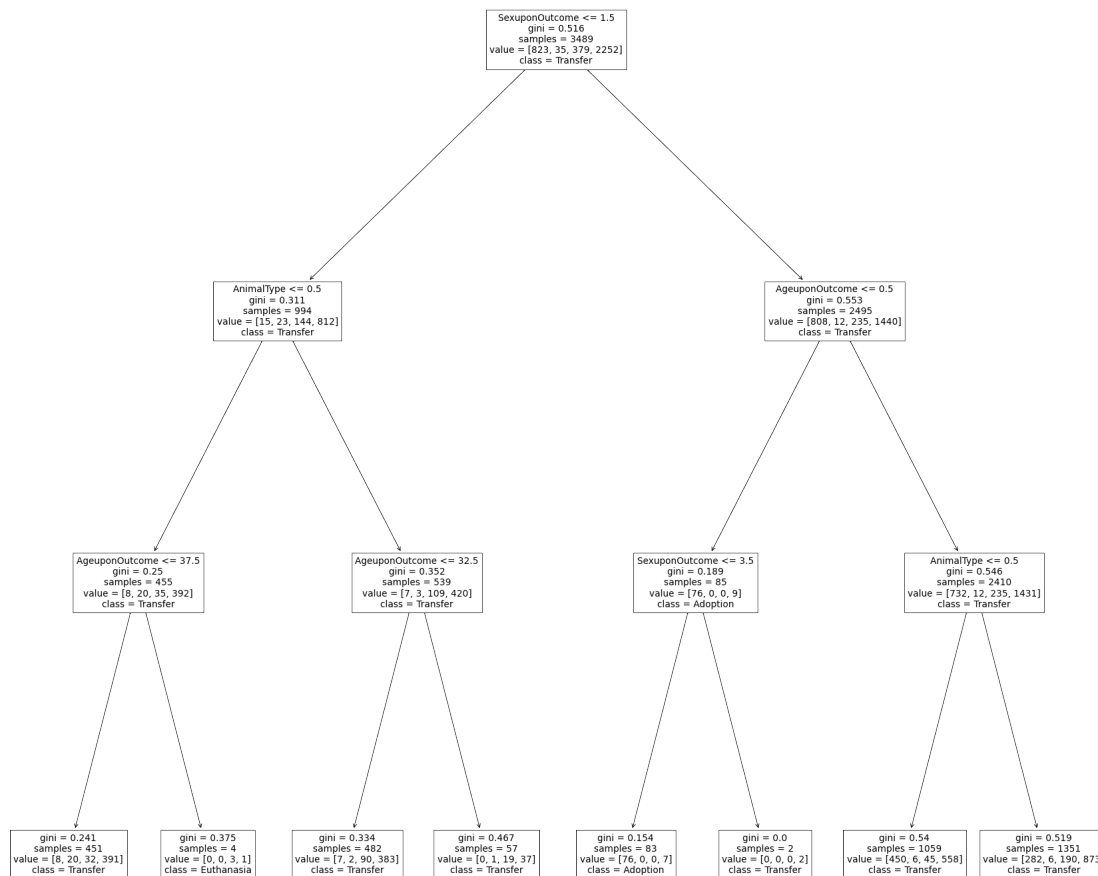 SexuponOutcome <= 1.5
gini = 0.516
samples = 3489
value = [823, 35, 379, 2252]
class = Transfer
AnimalType <= 0.5
gini = 0.311
samples = 994
value = [15, 23, 144, 812]
class = Transfer
AgeuponOutcome <= 0.5
gini = 0.553
samples = 2495
value = [808, 12, 235, 1440]
class = Transfer
AgeuponOutcome <= 37.5
gini = 0.25
samples = 455
value = [8, 20, 35, 392]
class = Transfer
AgeuponOutcome <= 32.5
gini = 0.352
samples = 539
value = [7, 3, 109, 420]
class = Transfer
SexuponOutcome <= 3.5
gini = 0.189
samples = 85
value = [76, 0, 0, 9]
class = Adoption
AnimalType <= 0.5
gini = 0.546
samples = 2410
value = [732, 12, 235, 1431]
class = Transfer
gini = 0.241
samples = 451
value = [8, 20, 32, 391]
class = Transfer
gini = 0.375
samples = 4
value = [0, 0, 3, 1]
class = Euthanasia
gini = 0.334
samples = 482
value = [7, 2, 90, 383]
class = Transfer
gini = 0.467
samples = 57
value = [0, 1, 19, 37]
class = Transfer
gini = 0.154
samples = 83
value = [76, 0, 0, 7]
class = Adoption
gini = 0.0
samples = 2
value = [0, 0, 0, 2]
class = Transfer
gini = 0.54
samples = 1059
value = [450, 6, 45, 558]
class = Transfer
gini = 0.519
samples = 1351
value = [282, 6, 190, 873
class = Transfer